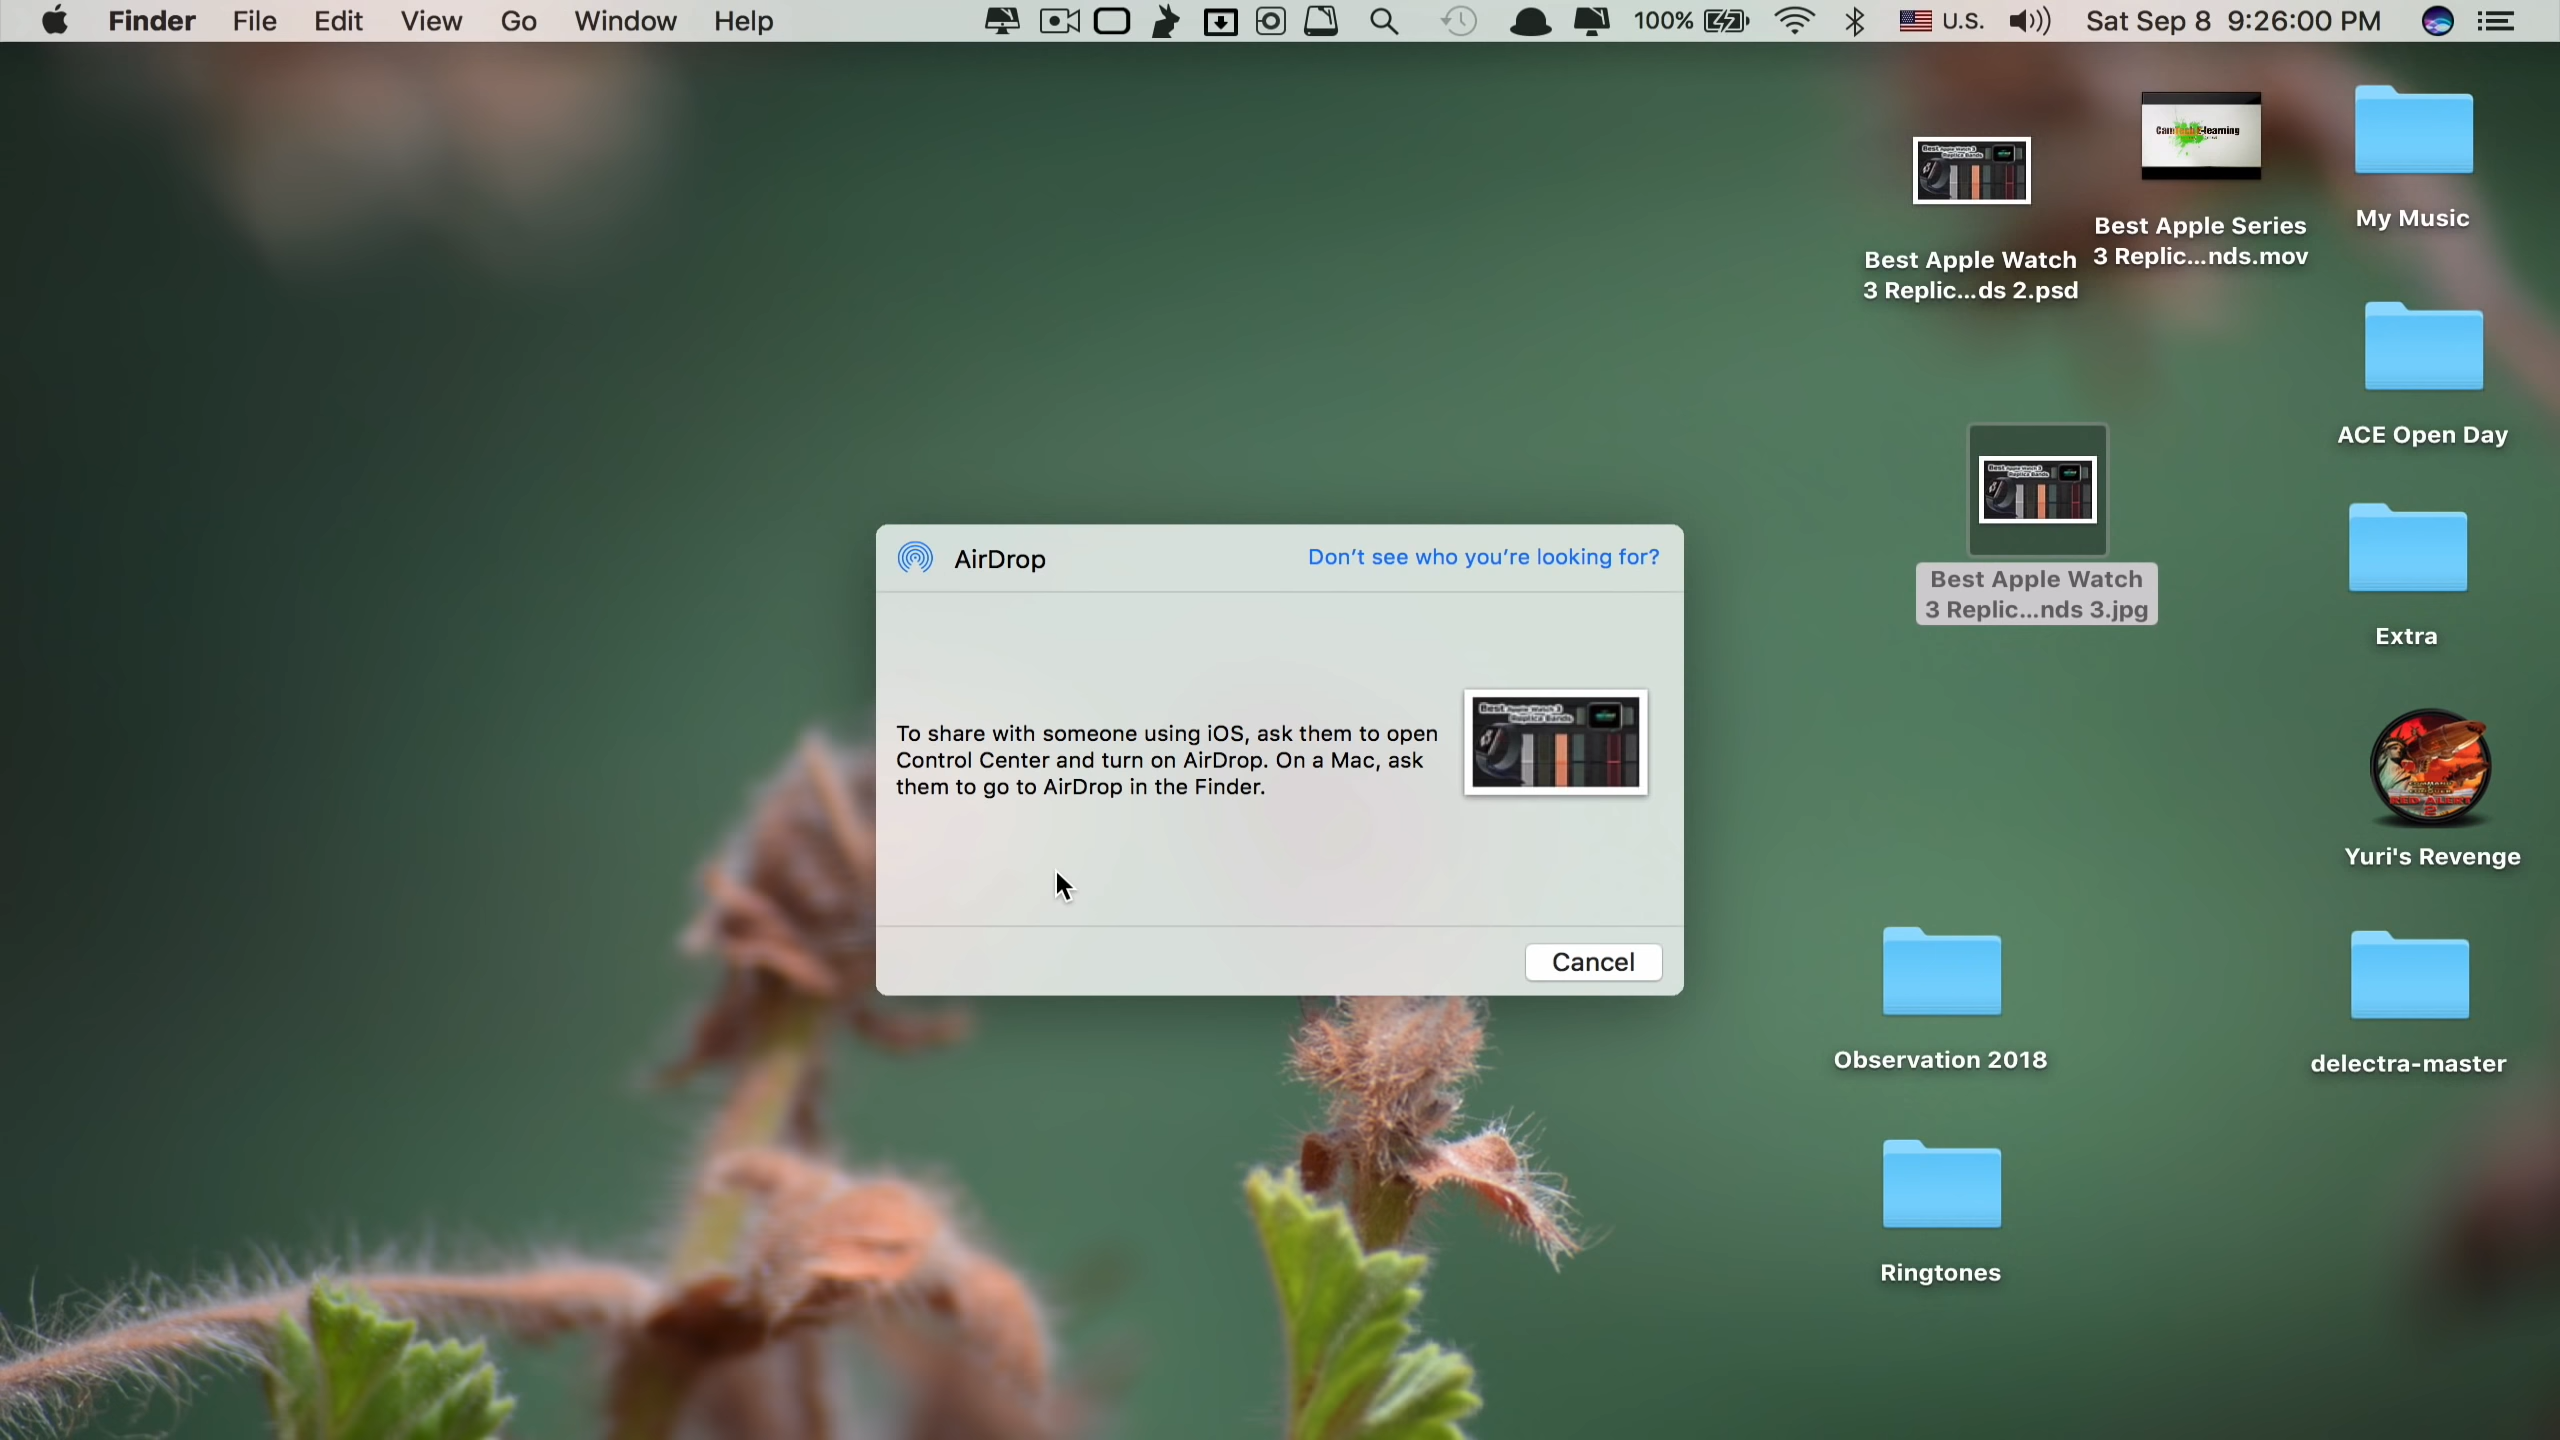 Finder File Edit View Go Window Help 100% U.S. Sat Sep 8 9:26:00 PM
Best Apple Watch
3 Replic...ds 2.psd
Best Apple Series
3 Replic...nds.mov
My Music
ACE Open Day
Best Apple Watch
3 Replic...nds 3.jpg
Extra
AirDrop
Don't see who you're looking for?
To share with someone using iOS, ask them to open
Control Center and turn on AirDrop. On a Mac, ask
them to go to AirDrop in the Finder.
Cancel
Yuri's Revenge
Observation 2018
delectra-master
Ringtones